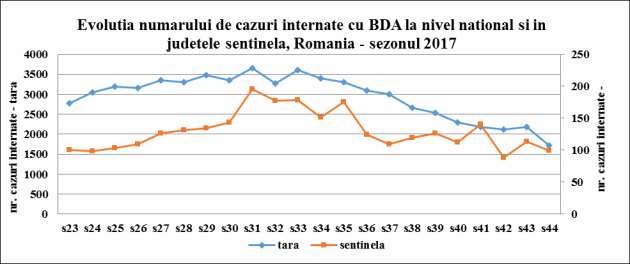 Evolutia numarului de cazuri internate cu BDA la nivel national si in
judetele sentinela, Romania - sezonul 2017
nr. cazuri internate - tara
4000
3500
3000
2500
2000
1500
1000
500
0
250
200
150
100
50
0
nr. cazuri internate -
s23 s24 s25 s26 s27 s28 s29 s30 s31 s32 s33 s34 s35 s36 s37 s38 s39 s40 s41 s42 s43 s44
tara sentinela